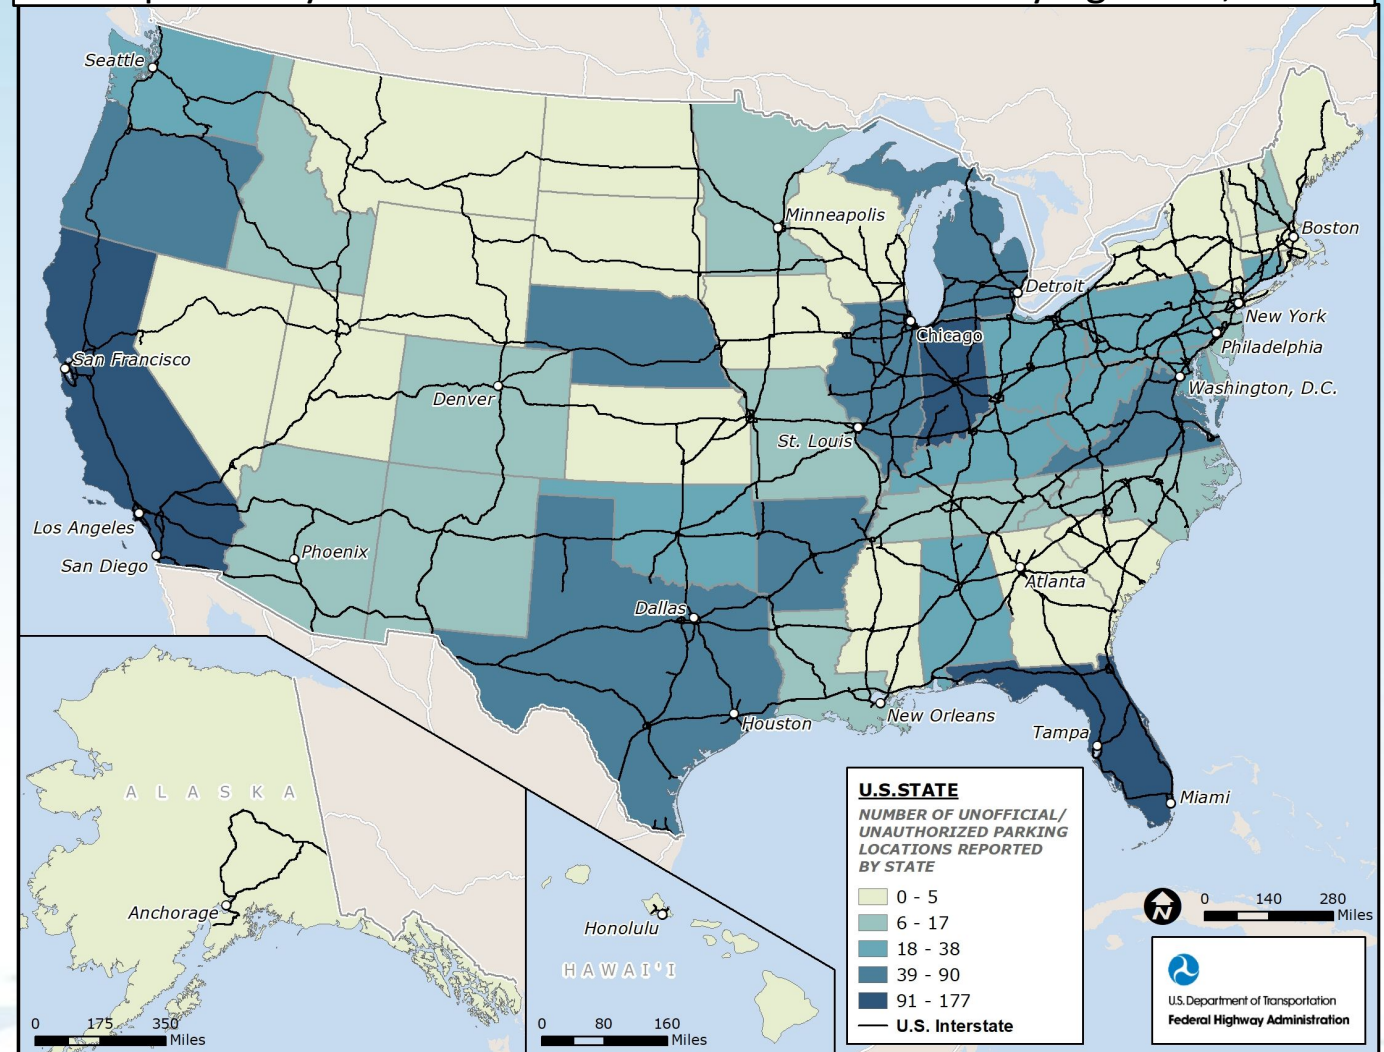 Seattle
Minneapolis
Boston
Detroit
New York
Chicago
San Francisco
Philadelphia
Washington, D.C.
Denver
St. Louis
Los Angeles
Phoenix
San Diego
Atlanta
Dallas
New Orleans
Houston
Tampa
Miami
A L A S K A
Anchorage
0 175 350
Miles
Honolulu
H A W A I ' I
0 80 160
Miles
U.S.STATE
NUMBER OF UNOFFICIAL/
UNAUTHORIZED PARKING
LOCATIONS REPORTED
BY STATE
0 - 5
6 - 17
18 - 38
39 - 90
91 - 177
U.S. Interstate
N
0 140 280
Miles
U.S. Department of Transportation
Federal Highway Administration